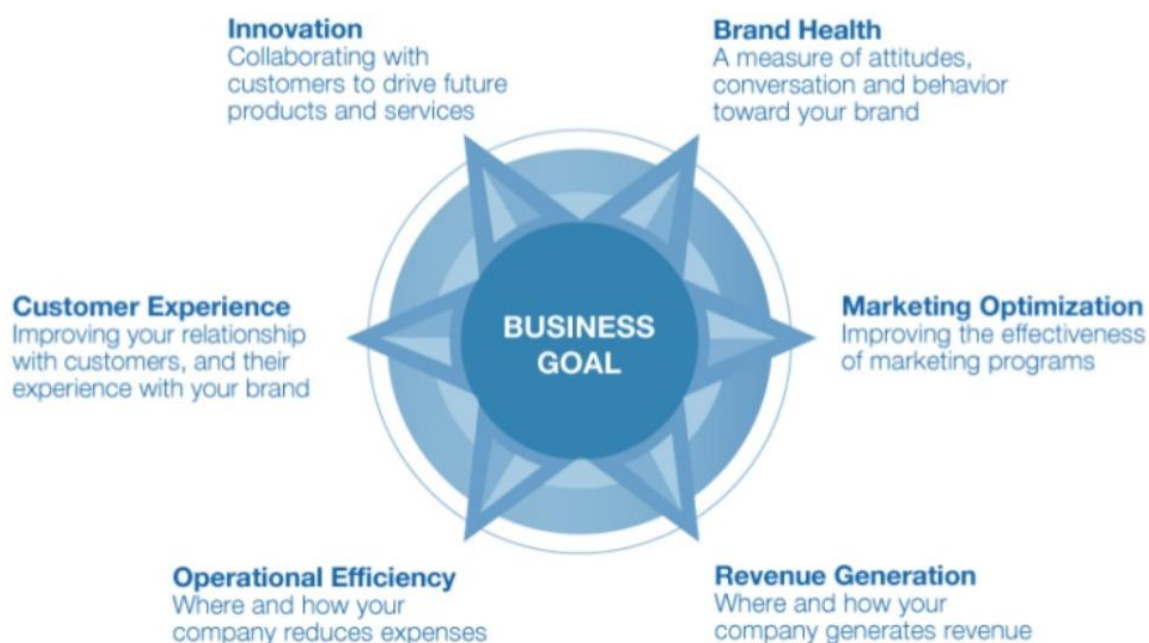 Innovation
Collaborating with
customers to drive future
products and services
Brand Health
A measure of attitudes,
conversation and behavior
toward your brand
Customer Experience
Improving your relationship
with customers, and their
experience with your brand
BUSINESS
GOAL
Marketing Optimization
Improving the effectiveness
of marketing programs
Operational Efficiency
Where and how your
company reduces expenses
Revenue Generation
Where and how your
company generates revenue